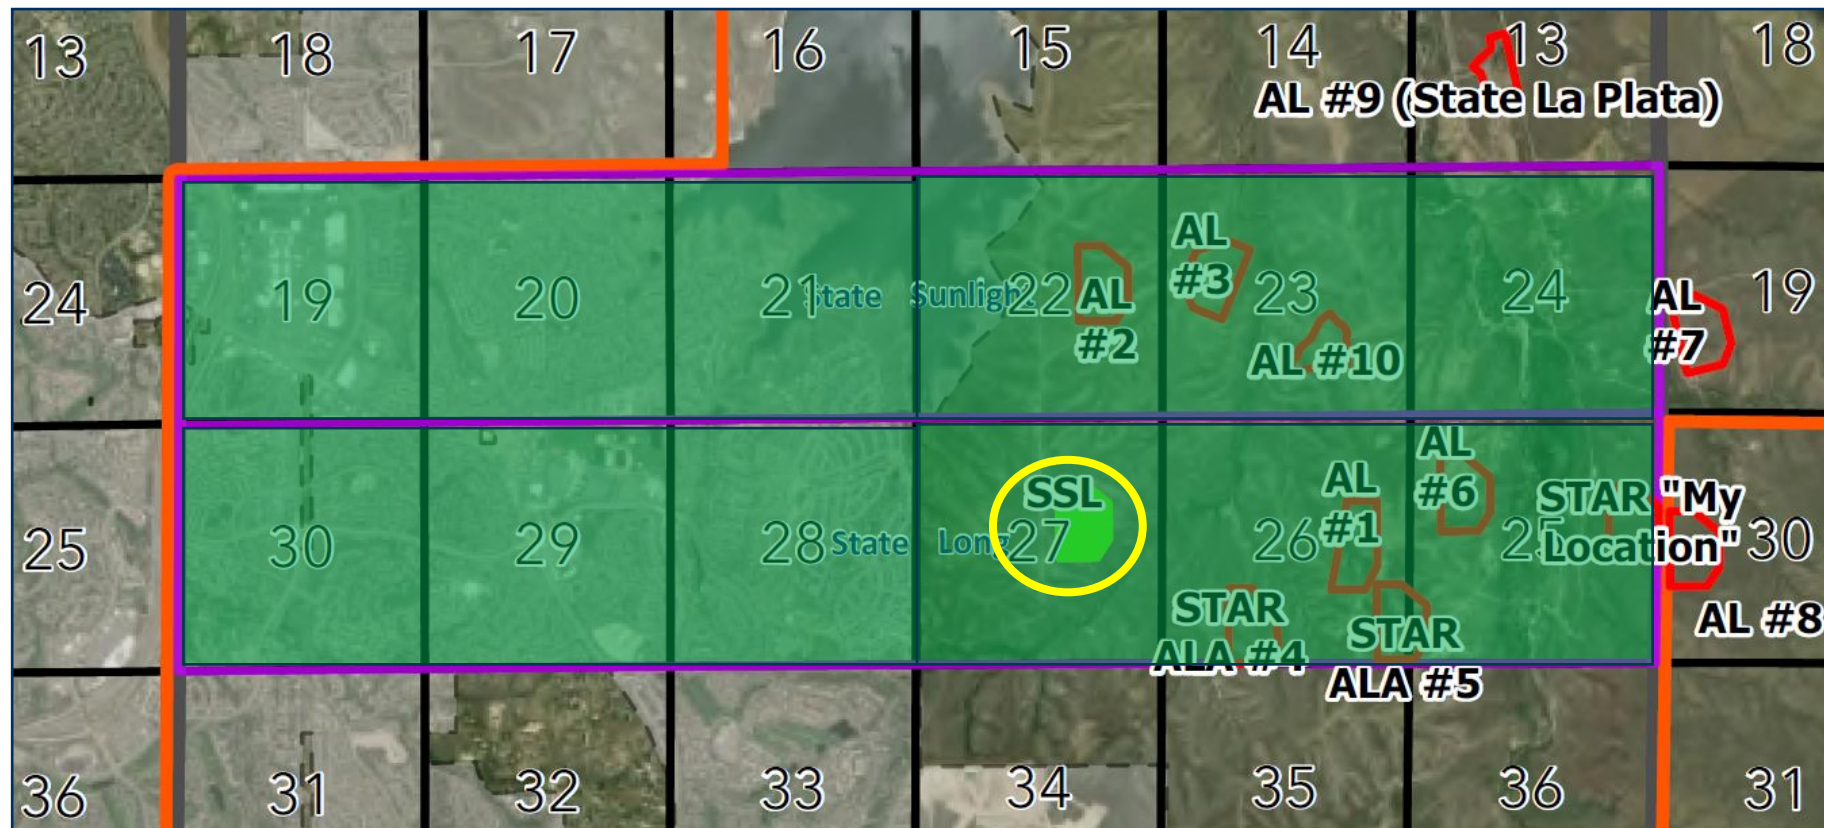 13 18 17 16 15 14 13 18
AL #9 (State La Plata)
24 19 20 21 State Sunlight 22 23 24 19
AL
#2
AL
#3
AL #10
AL
#7
25 30 29 28 State Long 27 26 25 30
SSL
AL
#1
AL
#6
STAR "My
Location"
AL #8
STAR
ALA #4
STAR
ALA #5
36 31 32 33 34 35 36 31